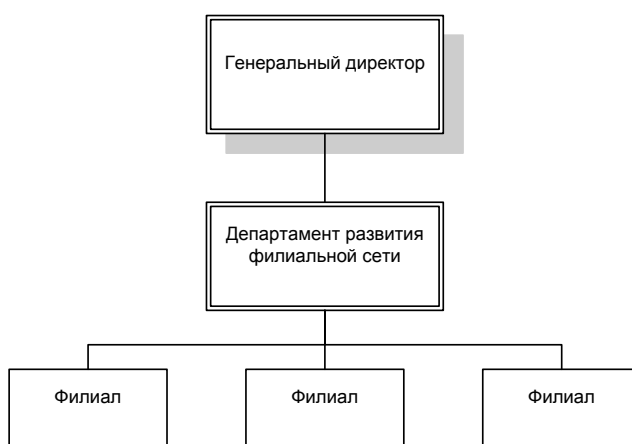 Генеральный директор
Департамент развития
филиальной сети
Филиал
Филиал
Филиал